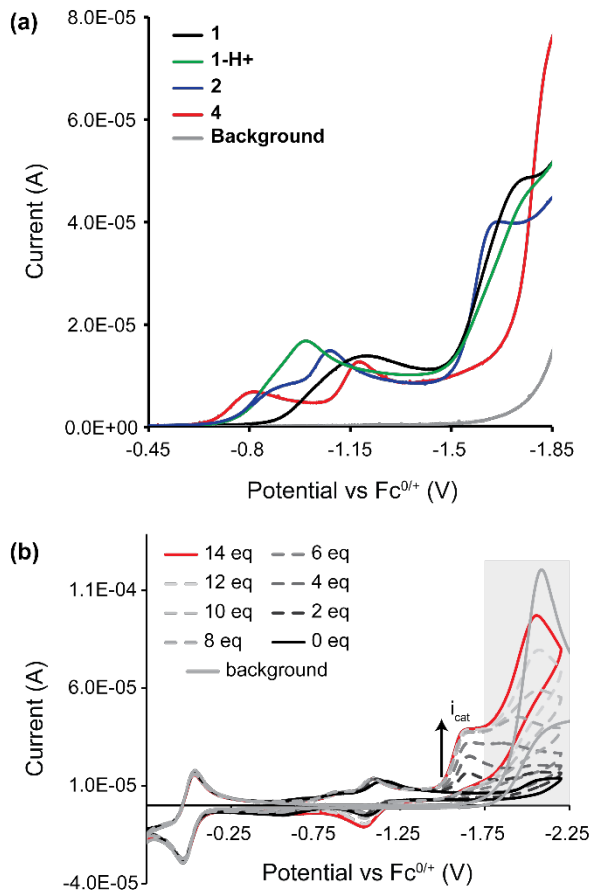 (a)
8.0E-05
6.0E-05
4.0E-05
2.0E-05
0.0E+00
Current (A)
1
1-H+
2
4
Background
-0.45 -0.8 -1.15 -1.5 -1.85
Potential vs Fc0/+ (V)
(b)
1.1E-04
6.0E-05
1.0E-05
-4.0E-05
Current (A)
14 eq 6 eq
12 eq 4 eq
10 eq 2 eq
8 eq 0 eq
background
icat
-0.25 -0.75 -1.25 -1.75 -2.25
Potential vs Fc0/+ (V)